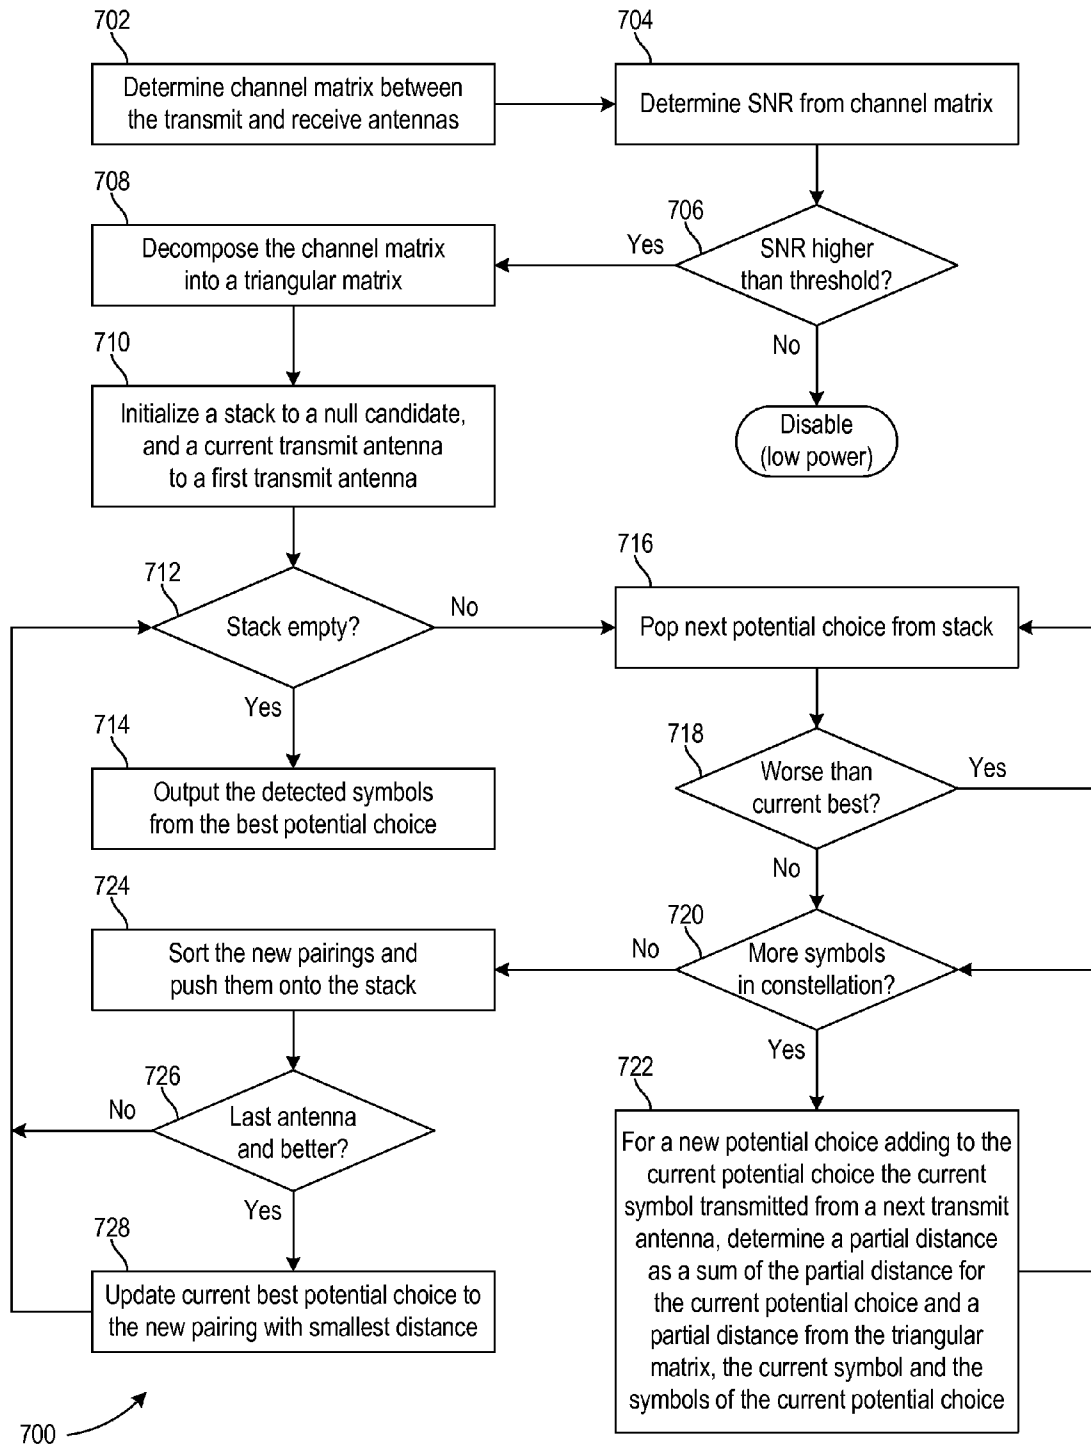 702
Determine channel matrix between
the transmit and receive antennas
704
Determine SNR from channel matrix
706
SNR higher
than threshold?
Yes
No
Disable
(low power)
708
Decompose the channel matrix
into a triangular matrix
710
Initialize a stack to a null candidate,
and a current transmit antenna
to a first transmit antenna
712
Stack empty?
No
Yes
714
Output the detected symbols
from the best potential choice
716
Pop next potential choice from stack
718
Worse than
current best?
Yes
No
720
More symbols
in constellation?
No
Yes
722
For a new potential choice adding to the
current potential choice the current
symbol transmitted from a next transmit
antenna, determine a partial distance
as a sum of the partial distance for
the current potential choice and a
partial distance from the triangular
matrix, the current symbol and the
symbols of the current potential choice
724
Sort the new pairings and
push them onto the stack
726
Last antenna
and better?
No
Yes
728
Update current best potential choice to
the new pairing with smallest distance
700